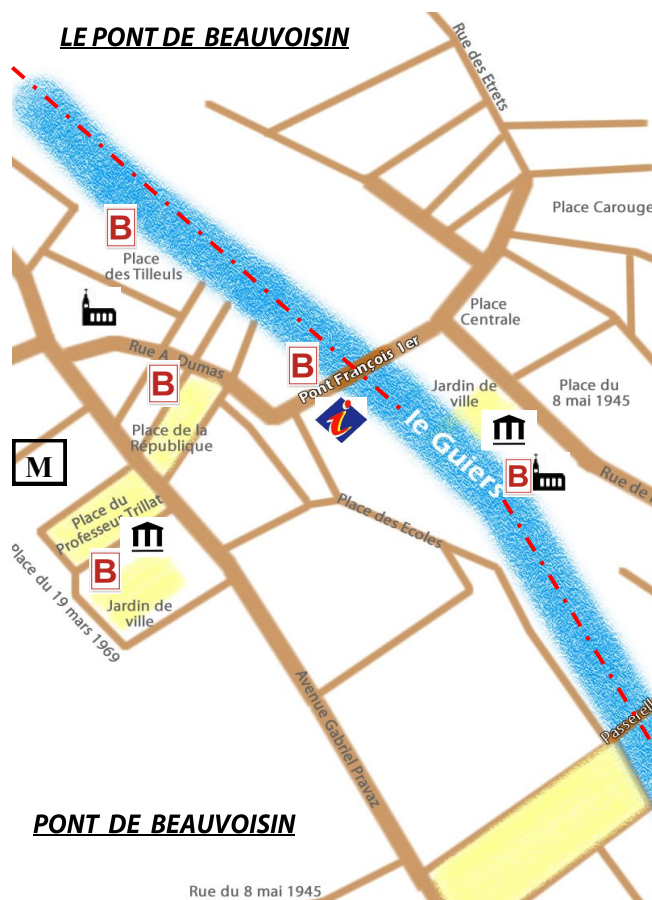 LE PONT DE BEAUVOISIN
Rue des Etrets
Place Carouge
B
Place
des Tilleuls
Place
Centrale
Rue A. Dumas
B
Pont François 1er
B
Jardin de
ville
Place du
8 mai 1945
i
le Guiers
Place de la
République
M
B
Rue de
Place du
Professeur Trillat
Place des Ecoles
B
Place du 19 mars 1969
Jardin de
ville
Avenue Gabriel Pravaz
PONT DE BEAUVOISIN
Rue du 8 mai 1945